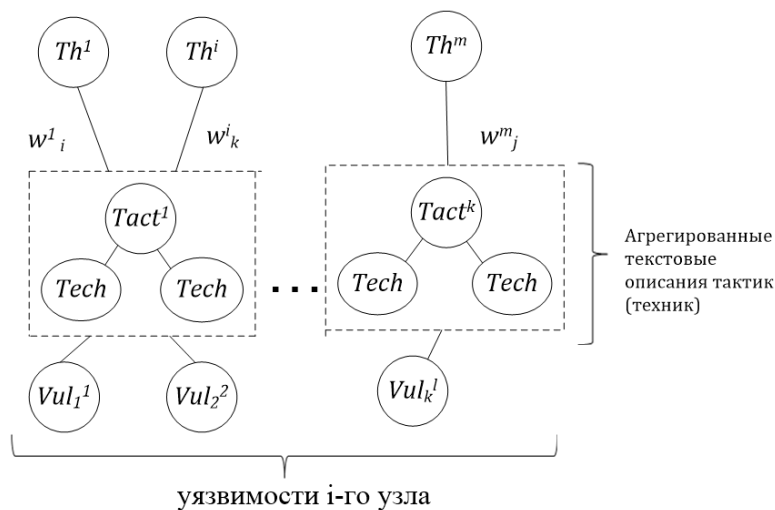 Th¹ Thⁱ Thᵐ
w¹ᵢ wⁱₖ wᵐⱼ
Tact¹ Tactᵏ
Tech Tech ... Tech Tech
Агрегированные
текстовые
описания тактик
(техник)
Vul₁¹ Vul₂² Vulₖˡ
уязвимости i-го узла